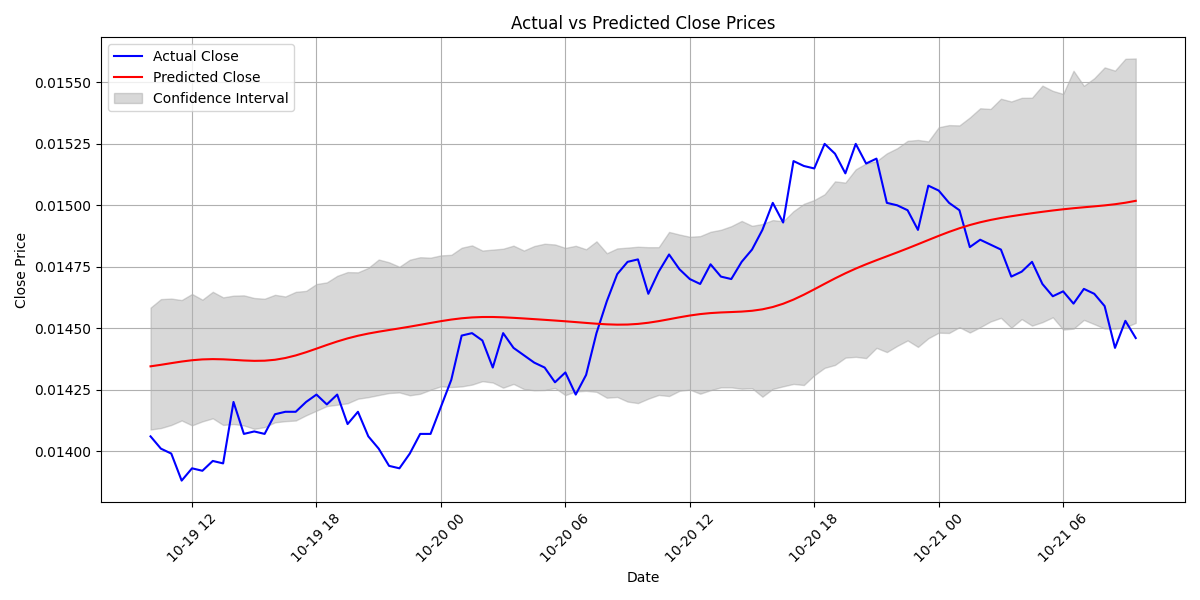 Actual vs Predicted Close Prices
Actual Close
Predicted Close
Confidence Interval
Close Price
0.01550
0.01525
0.01500
0.01475
0.01450
0.01425
0.01400
10-19 12
10-19 18
10-20 00
10-20 06
10-20 12
10-20 18
10-21 00
10-21 06
Date